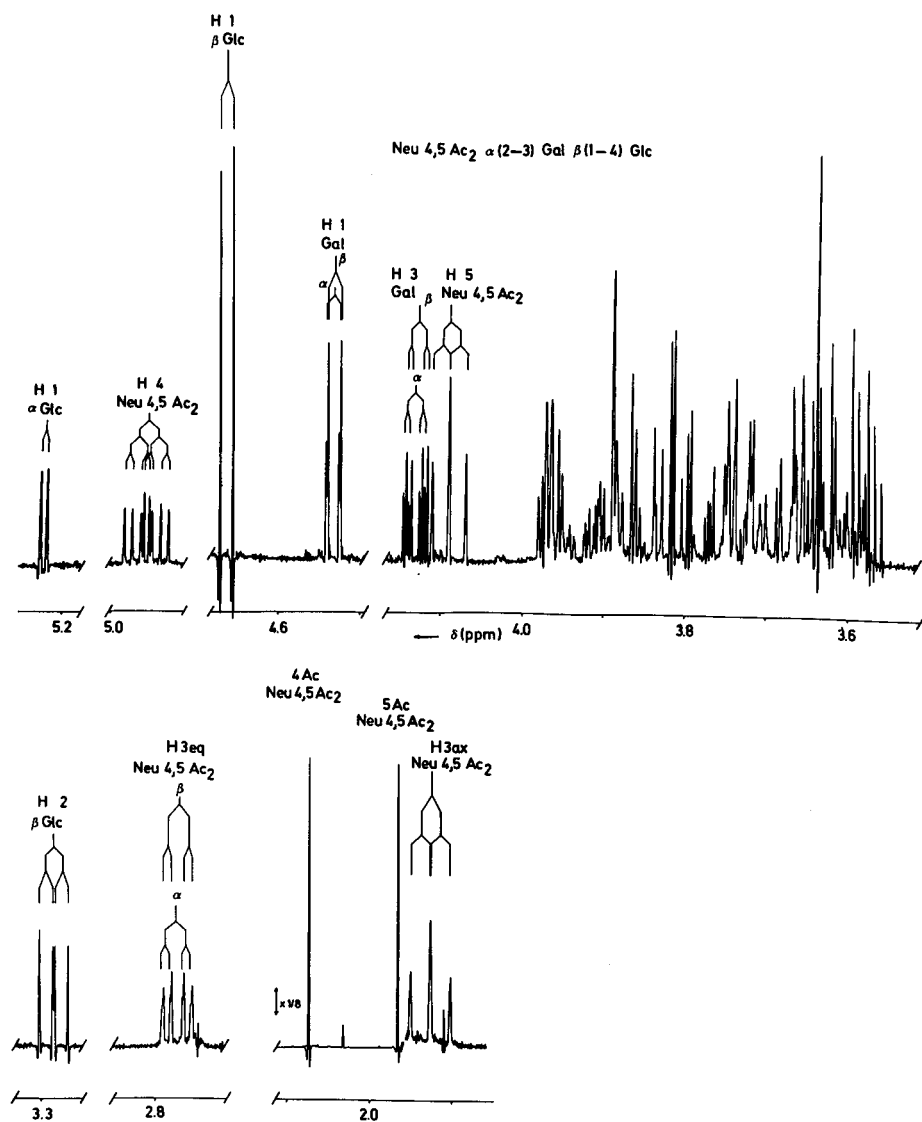 H 1
β Glc
Neu 4,5 Ac2 α(2–3) Gal β(1–4) Glc
H 1
Gal
α β
H 3
Gal β
H 5
Neu 4,5 Ac2
α
H 1
α Glc
H 4
Neu 4,5 Ac2
5.2
5.0
4.6
← δ (ppm)
4.0
3.8
3.6
4 Ac
Neu 4,5 Ac2
5 Ac
Neu 4,5 Ac2
H 3ax
Neu 4,5 Ac2
H 3eq
Neu 4,5 Ac2
β
H 2
β Glc
α
x 1/8
3.3
2.8
2.0